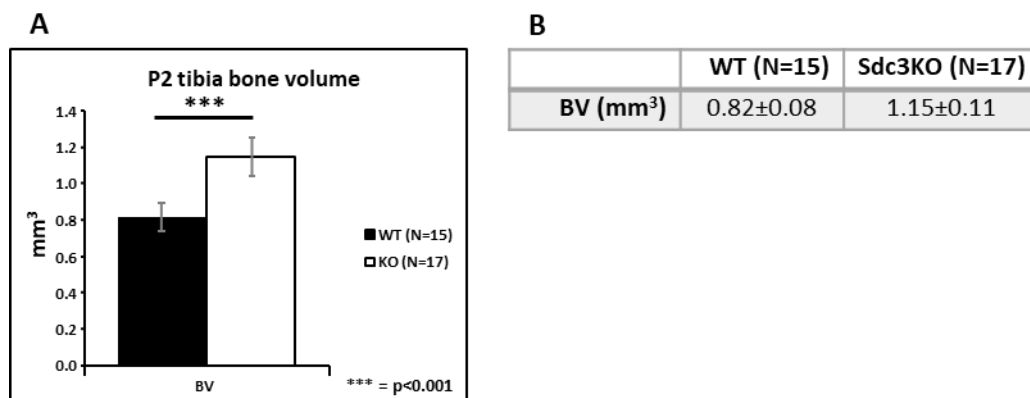 A
P2 tibia bone volume
***
1.4
1.2
1.0
0.8
0.6
0.4
0.2
0.0
mm³
BV
WT (N=15)
KO (N=17)
*** = p<0.001
B
WT (N=15) Sdc3KO (N=17)
BV (mm³) 0.82±0.08 1.15±0.11